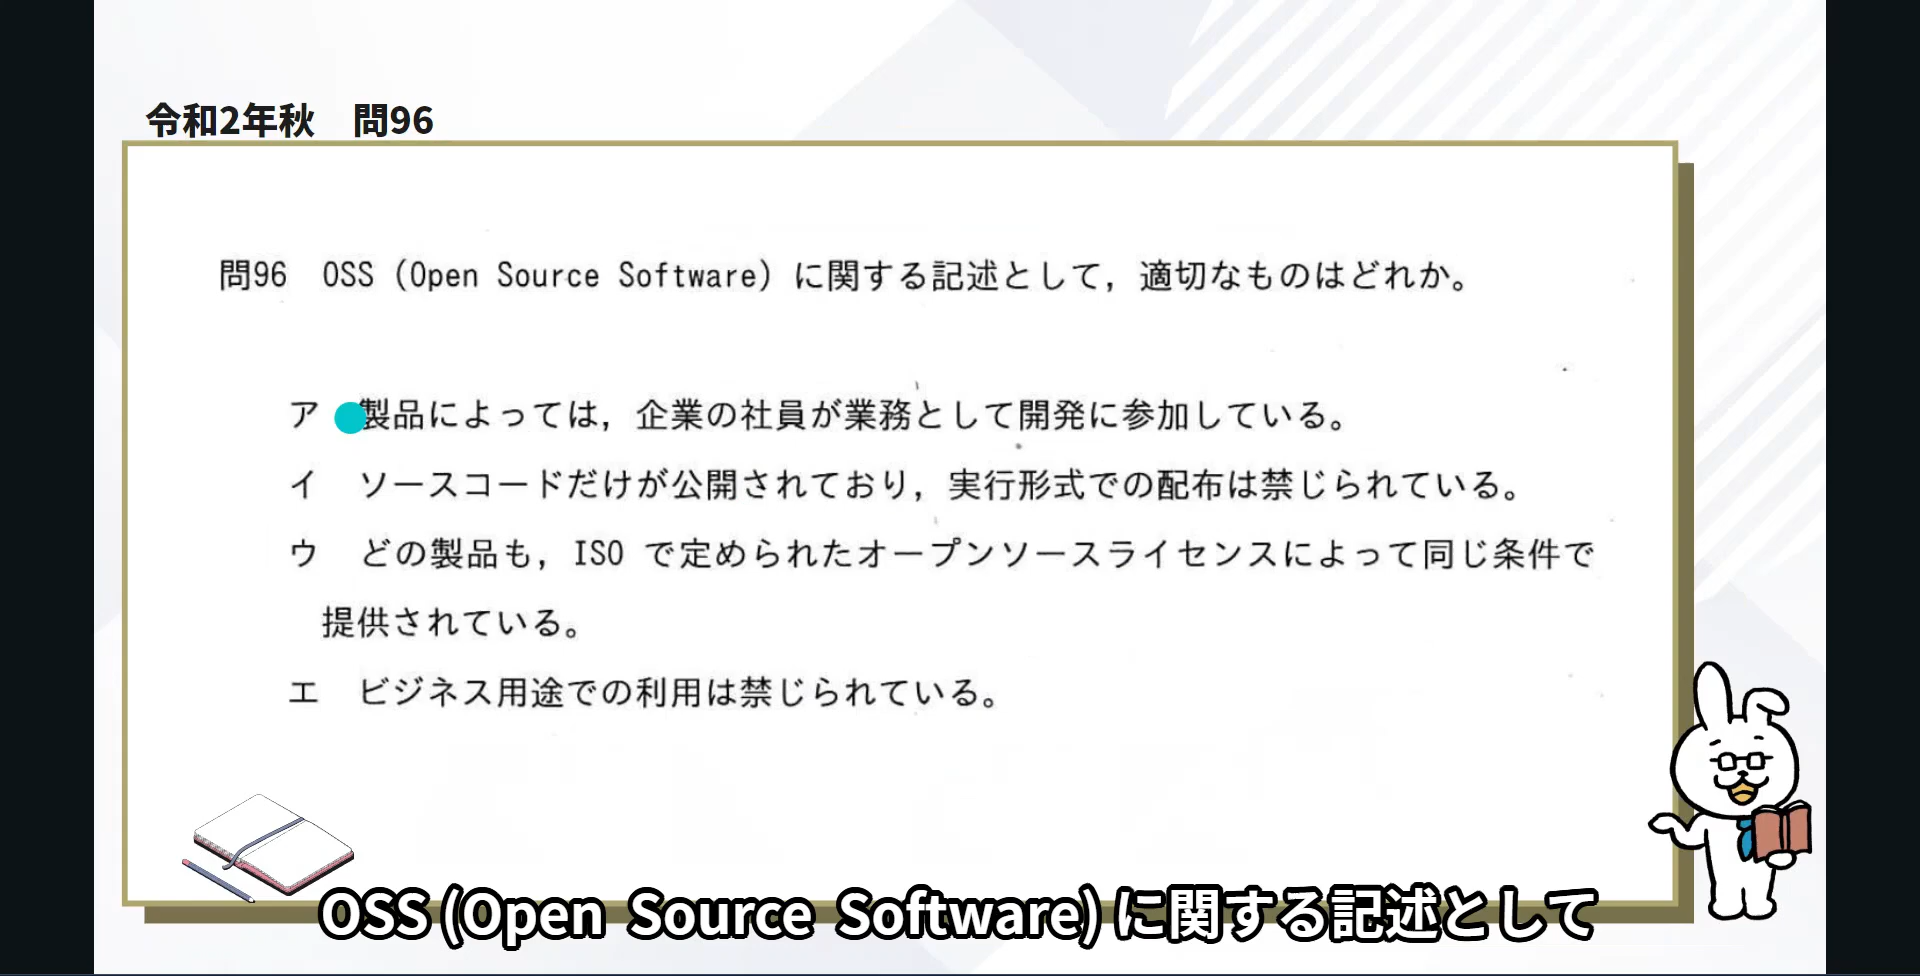 令和2年秋　問96
問96　OSS (Open Source Software) に関する記述として，適切なものはどれか。
ア　製品によっては，企業の社員が業務として開発に参加している。
イ　ソースコードだけが公開されており，実行形式での配布は禁じられている。
ウ　どの製品も，ISO で定められたオープンソースライセンスによって同じ条件で
提供されている。
エ　ビジネス用途での利用は禁じられている。
OSS (Open Source Software) に関する記述として